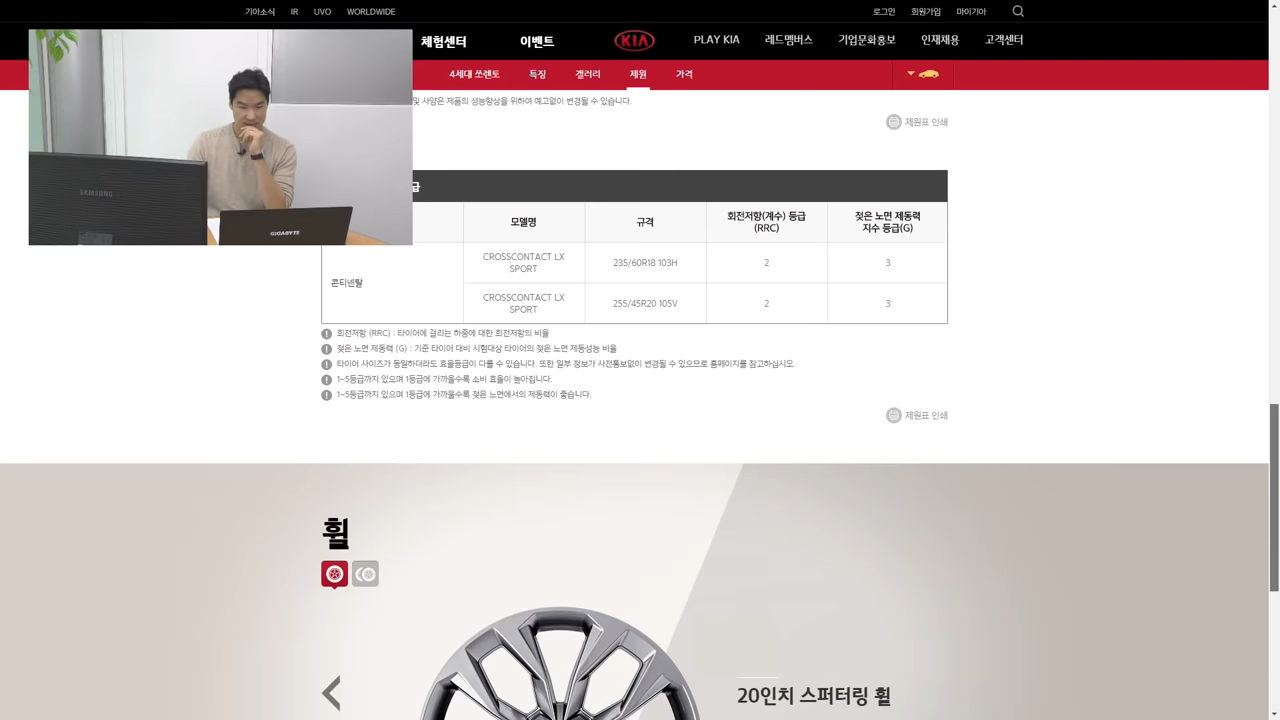 기아소식 IR UVO WORLDWIDE 로그인 회원가입 마이기아
체험센터 이벤트 KIA PLAY KIA 레드멤버스 기업문화홍보 인재채용 고객센터
4세대 쏘렌토 특징 갤러리 제원 가격
및 사양은 제품의 성능향상을 위하여 예고없이 변경될 수 있습니다.
제원표 인쇄
SAMSUNG
GIGABYTE
급
모델명 규격 회전저항(계수) 등급 (RRC) 젖은 노면 제동력 지수 등급(G)
콘티넨탈
CROSSCONTACT LX SPORT 235/60R18 103H 2 3
CROSSCONTACT LX SPORT 255/45R20 105V 2 3
회전저항 (RRC) : 타이어에 걸리는 하중에 대한 회전저항의 비율
젖은 노면 제동력 (G) : 기준 타이어 대비 시험대상 타이어의 젖은 노면 제동성능 비율
타이어 사이즈가 동일하더라도 효율등급이 다를 수 있습니다. 또한 일부 정보가 사전통보없이 변경될 수 있으므로 홈페이지를 참고하십시오.
1~5등급까지 있으며 1등급에 가까울수록 소비 효율이 높아집니다.
1~5등급까지 있으며 1등급에 가까울수록 젖은 노면에서의 제동력이 좋습니다.
제원표 인쇄
휠
20인치 스퍼터링 휠